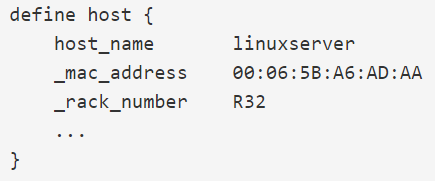 define host {
    host_name       linuxserver
    _mac_address    00:06:5B:A6:AD:AA
    _rack_number    R32
    ...
}